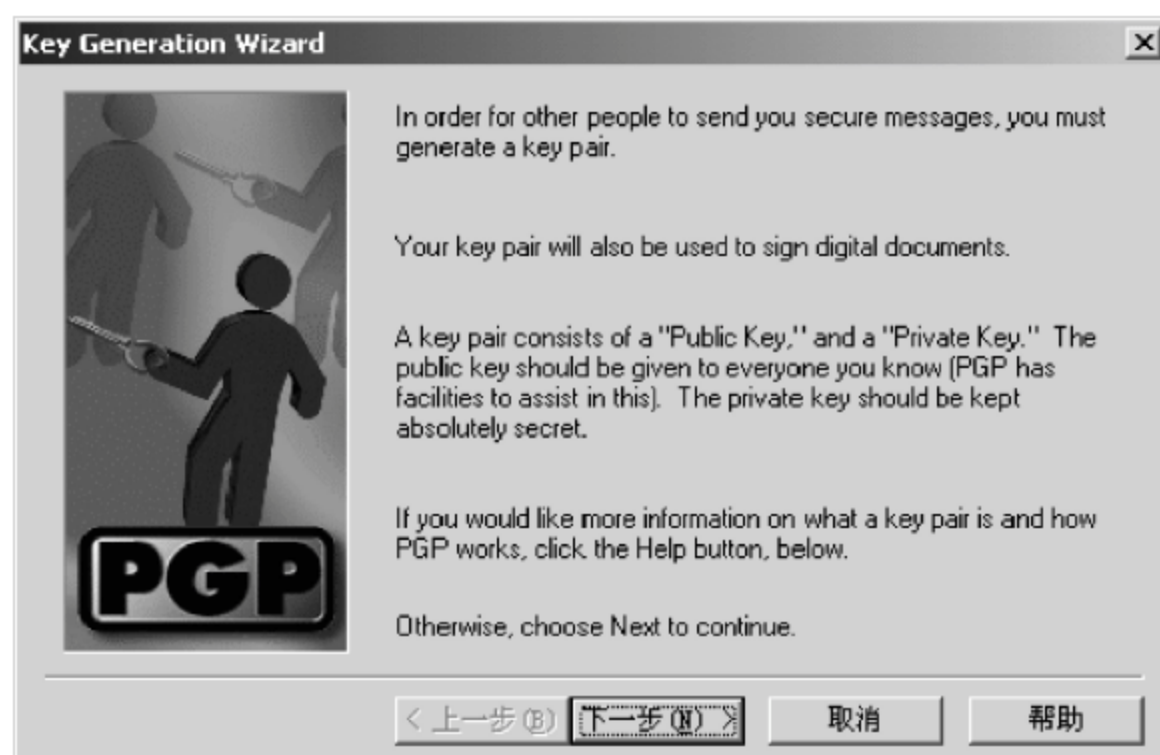 Key Generation Wizard
In order for other people to send you secure messages, you must
generate a key pair.
Your key pair will also be used to sign digital documents.
A key pair consists of a "Public Key," and a "Private Key."  The
public key should be given to everyone you know (PGP has
facilities to assist in this).  The private key should be kept
absolutely secret.
If you would like more information on what a key pair is and how
PGP works, click the Help button, below.
Otherwise, choose Next to continue.
PGP
< 上一步(B) 下一步(N) > 取消 帮助